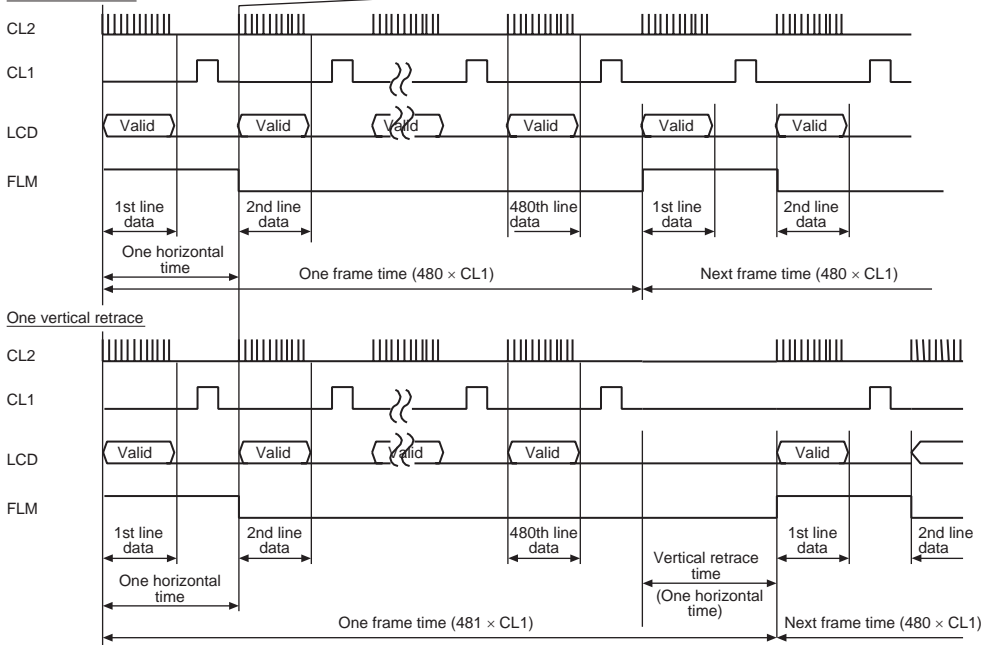 CL2
CL1
LCD Valid Valid Valid Valid Valid Valid
FLM
1st line data
2nd line data
480th line data
1st line data
2nd line data
One horizontal time
One frame time (480 × CL1)
Next frame time (480 × CL1)
One vertical retrace
CL2
CL1
LCD Valid Valid Valid Valid Valid
FLM
1st line data
2nd line data
480th line data
Vertical retrace time
(One horizontal time)
1st line data
2nd line data
One horizontal time
One frame time (481 × CL1)
Next frame time (480 × CL1)